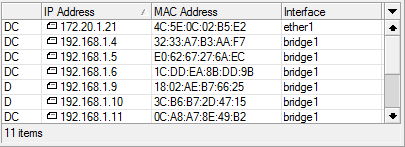 IP Address MAC Address Interface
DC 172.20.1.21 4C:5E:0C:02:B5:E2 ether1
DC 192.168.1.4 32:33:A7:B3:AA:F7 bridge1
DC 192.168.1.5 E0:62:67:27:6A:EC bridge1
DC 192.168.1.6 1C:DD:EA:8B:DD:9B bridge1
D 192.168.1.9 18:02:AE:B7:66:25 bridge1
D 192.168.1.10 3C:B6:B7:2D:47:15 bridge1
DC 192.168.1.11 0C:A8:A7:8E:49:B2 bridge1
11 items